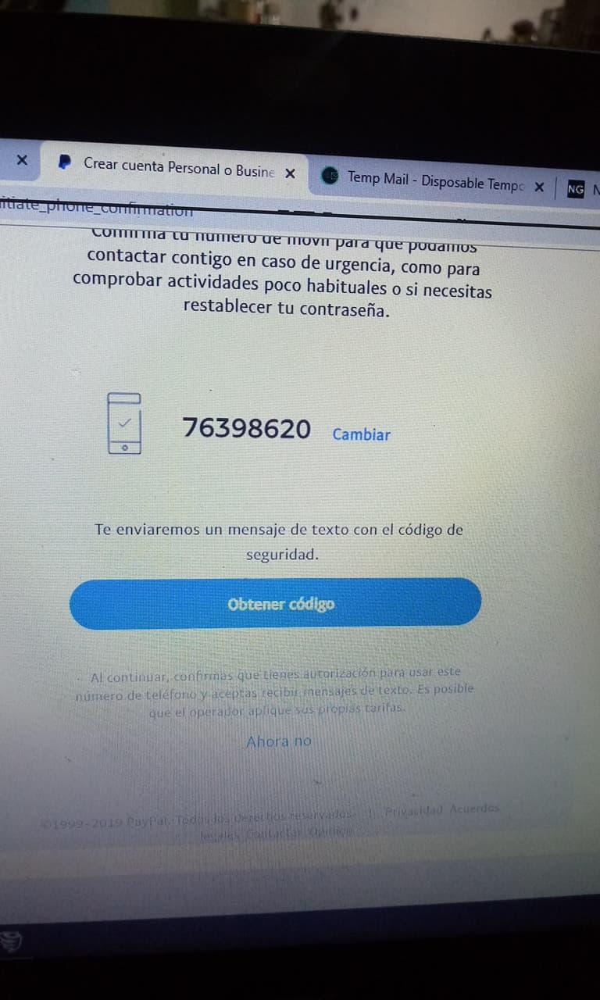 Crear cuenta Personal o Busine
Temp Mail - Disposable Tempo
NG
itiate_phone_confirmation
Confirma tu número de móvil para que podamos
contactar contigo en caso de urgencia, como para
comprobar actividades poco habituales o si necesitas
restablecer tu contraseña.
76398620 Cambiar
Te enviaremos un mensaje de texto con el código de
seguridad.
Obtener código
Al continuar, confirmas que tienes autorización para usar este
número de teléfono y aceptas recibir mensajes de texto. Es posible
que el operador aplique sus propias tarifas.
Ahora no
©1999-2019 PayPal. Todos los derechos reservados. | Privacidad Acuerdos
legales Contactar Opinión